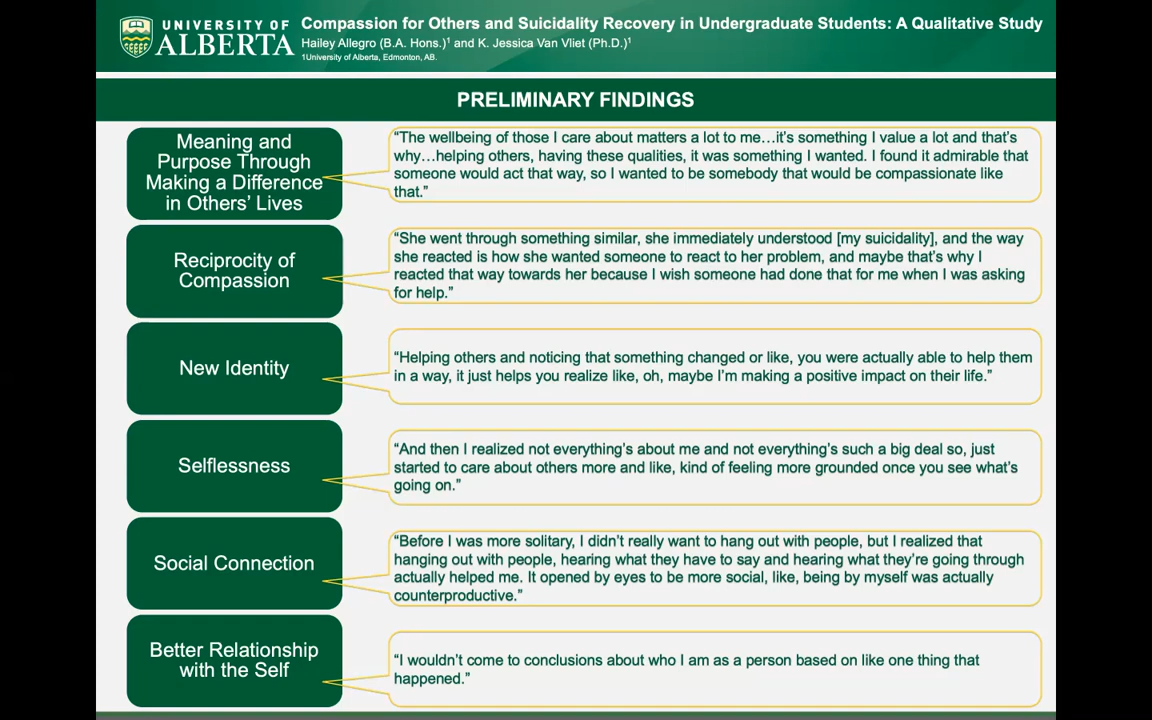 UNIVERSITY OF
ALBERTA
Compassion for Others and Suicidality Recovery in Undergraduate Students: A Qualitative Study
Hailey Allegro (B.A. Hons.)¹ and K. Jessica Van Vliet (Ph.D.)¹
1University of Alberta, Edmonton, AB.
PRELIMINARY FINDINGS
Meaning and
Purpose Through
Making a Difference
in Others’ Lives
“The wellbeing of those I care about matters a lot to me…it’s something I value a lot and that’s
why…helping others, having these qualities, it was something I wanted. I found it admirable that
someone would act that way, so I wanted to be somebody that would be compassionate like
that.”
Reciprocity of
Compassion
“She went through something similar, she immediately understood [my suicidality], and the way
she reacted is how she wanted someone to react to her problem, and maybe that’s why I
reacted that way towards her because I wish someone had done that for me when I was asking
for help.”
New Identity
“Helping others and noticing that something changed or like, you were actually able to help them
in a way, it just helps you realize like, oh, maybe I’m making a positive impact on their life.”
Selflessness
“And then I realized not everything’s about me and not everything’s such a big deal so, just
started to care about others more and like, kind of feeling more grounded once you see what’s
going on.”
Social Connection
“Before I was more solitary, I didn’t really want to hang out with people, but I realized that
hanging out with people, hearing what they have to say and hearing what they’re going through
actually helped me. It opened by eyes to be more social, like, being by myself was actually
counterproductive.”
Better Relationship
with the Self
“I wouldn’t come to conclusions about who I am as a person based on like one thing that
happened.”